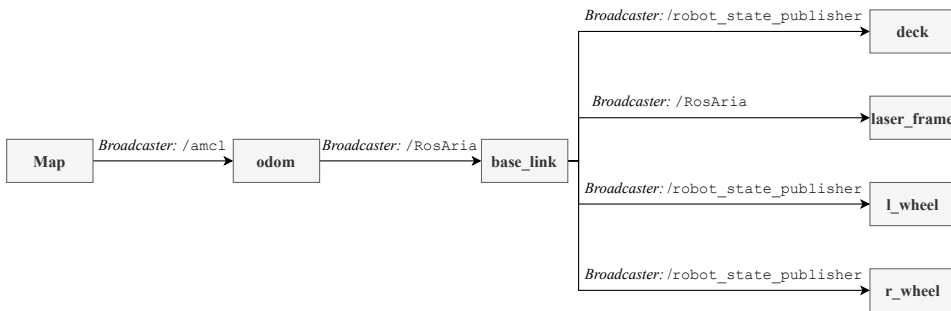 Broadcaster: /robot_state_publisher
deck
Broadcaster: /RosAria
laser_frame
Map
Broadcaster: /amcl
odom
Broadcaster: /RosAria
base_link
Broadcaster: /robot_state_publisher
l_wheel
Broadcaster: /robot_state_publisher
r_wheel